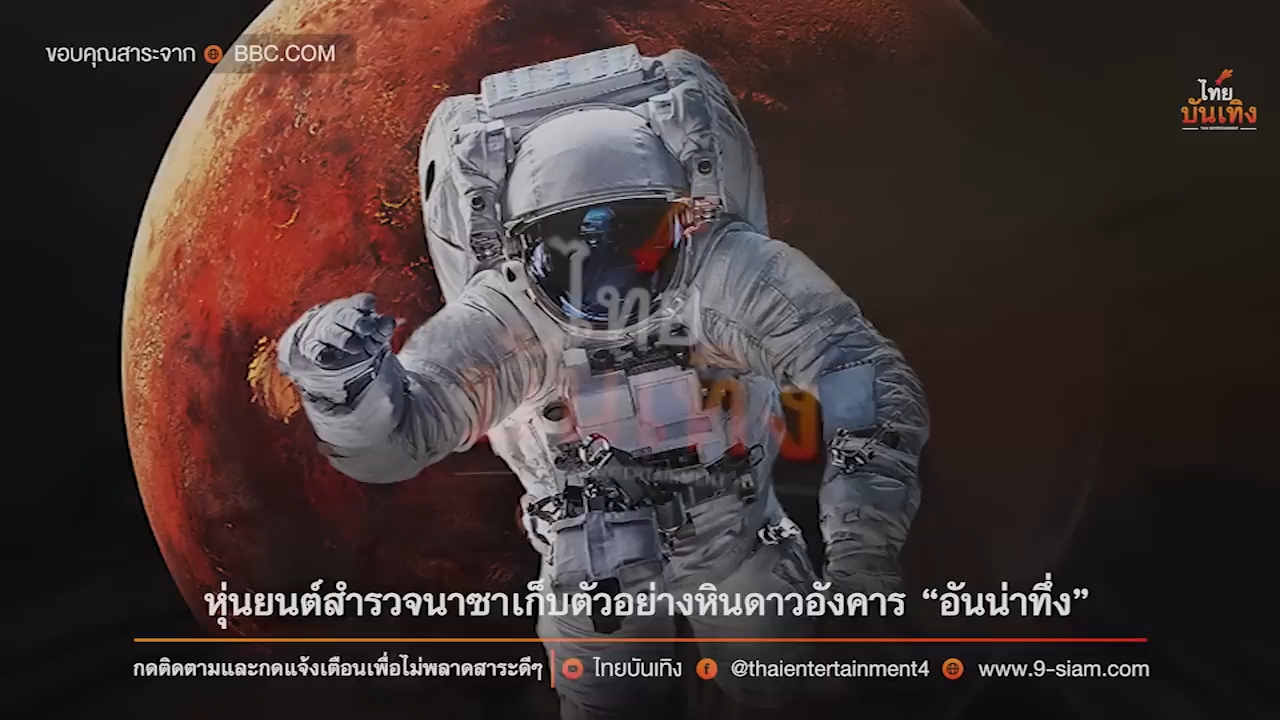 ขอบคุณสาระจาก BBC.COM
ไทย
บันเทิง
THAI ENTERTAINMENT
ไทย
หุ่นยนต์สำรวจนาซาเก็บตัวอย่างหินดาวอังคาร “อันน่าทึ่ง”
กดติดตามและกดแจ้งเตือนเพื่อไม่พลาดสาระดีๆ ไทยบันเทิง @thaientertainment4 www.9-siam.com